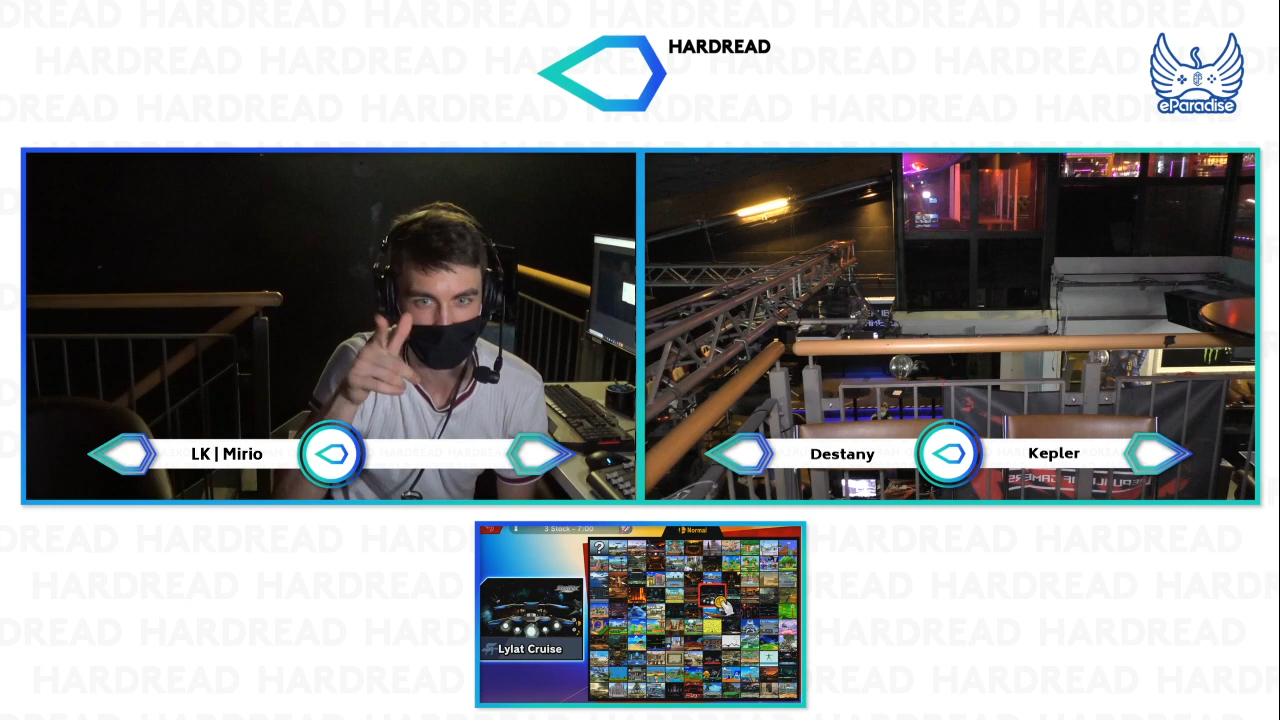 HARDREAD
eParadise
LK | Mirio
Destany
Kepler
3 Stock - 7:00
Normal
?
Lylat Cruise